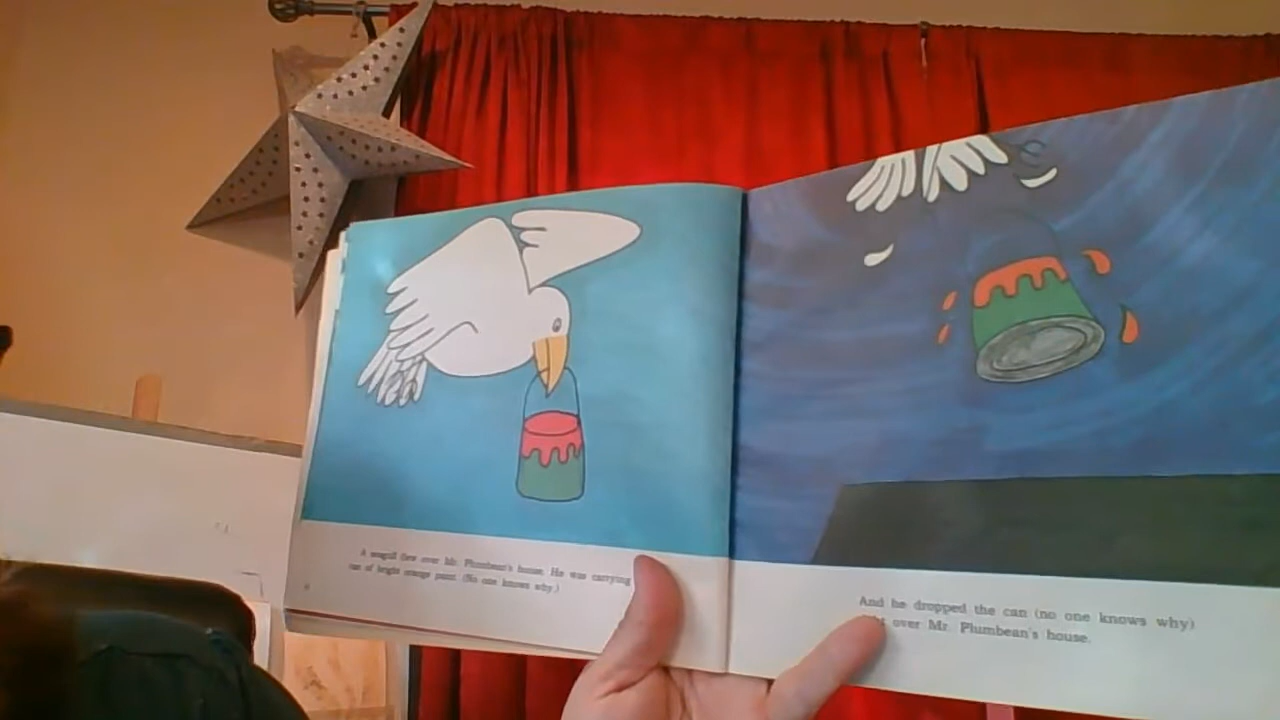 A seagull flew over Mr. Plumbean's house. He was carrying
can of bright orange paint. (No one knows why.)
And he dropped the can (no one knows why)
over Mr. Plumbean's house.